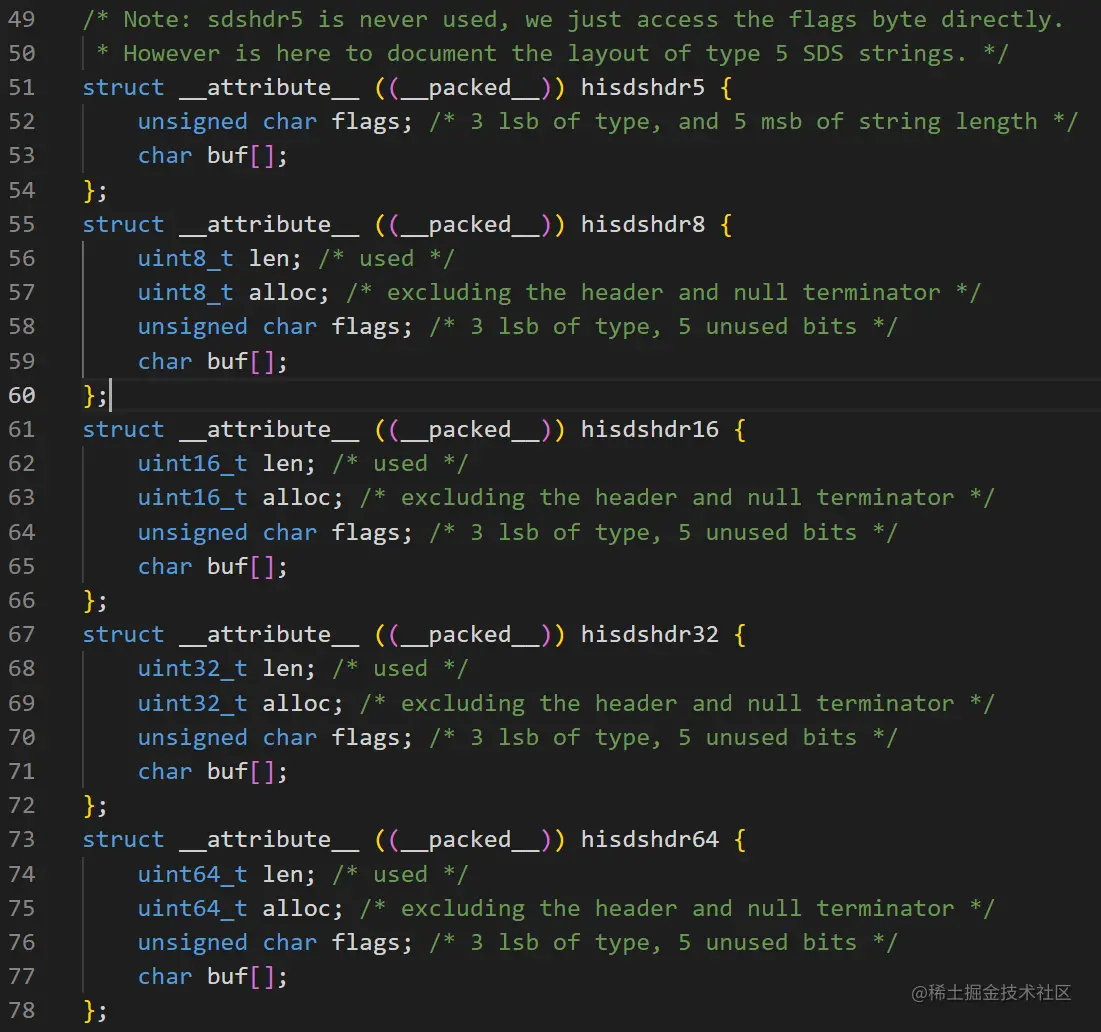 49 /* Note: sdshdr5 is never used, we just access the flags byte directly.
50  * However is here to document the layout of type 5 SDS strings. */
51 struct __attribute__ ((__packed__)) hisdshdr5 {
52     unsigned char flags; /* 3 lsb of type, and 5 msb of string length */
53     char buf[];
54 };
55 struct __attribute__ ((__packed__)) hisdshdr8 {
56     uint8_t len; /* used */
57     uint8_t alloc; /* excluding the header and null terminator */
58     unsigned char flags; /* 3 lsb of type, 5 unused bits */
59     char buf[];
60 };
61 struct __attribute__ ((__packed__)) hisdshdr16 {
62     uint16_t len; /* used */
63     uint16_t alloc; /* excluding the header and null terminator */
64     unsigned char flags; /* 3 lsb of type, 5 unused bits */
65     char buf[];
66 };
67 struct __attribute__ ((__packed__)) hisdshdr32 {
68     uint32_t len; /* used */
69     uint32_t alloc; /* excluding the header and null terminator */
70     unsigned char flags; /* 3 lsb of type, 5 unused bits */
71     char buf[];
72 };
73 struct __attribute__ ((__packed__)) hisdshdr64 {
74     uint64_t len; /* used */
75     uint64_t alloc; /* excluding the header and null terminator */
76     unsigned char flags; /* 3 lsb of type, 5 unused bits */
77     char buf[];
78 };
@稀土掘金技术社区